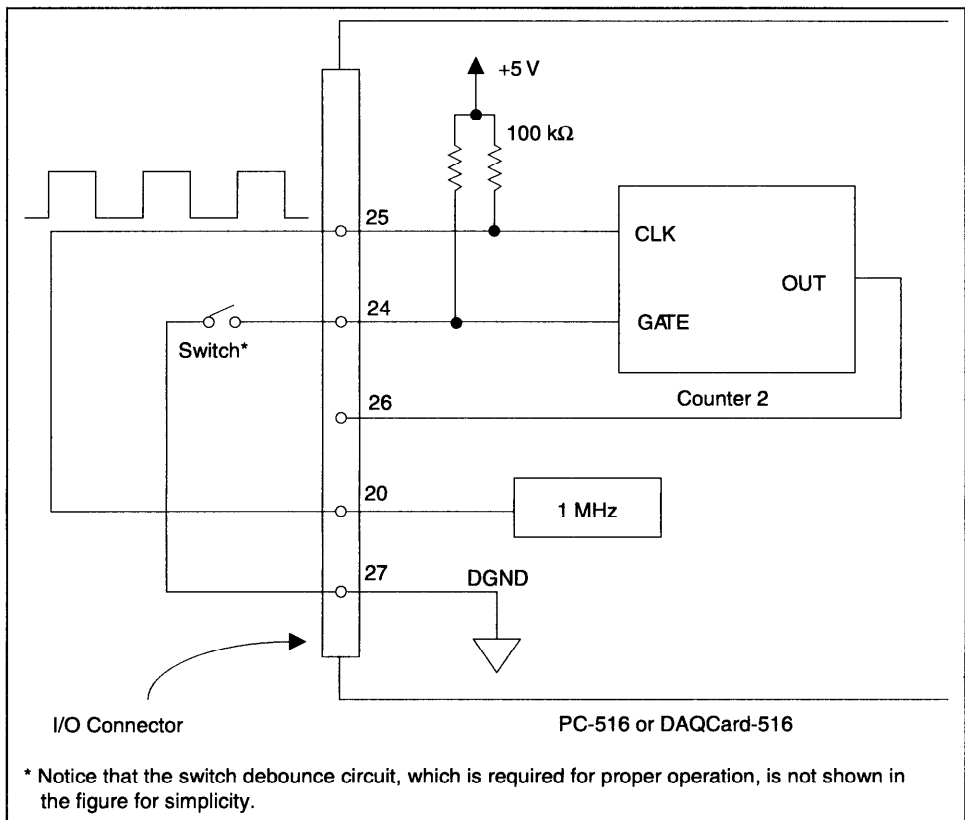 +5 V
100 kΩ
25
CLK
OUT
24
GATE
Switch*
26
Counter 2
20
1 MHz
27
DGND
I/O Connector
PC-516 or DAQCard-516
* Notice that the switch debounce circuit, which is required for proper operation, is not shown in
the figure for simplicity.